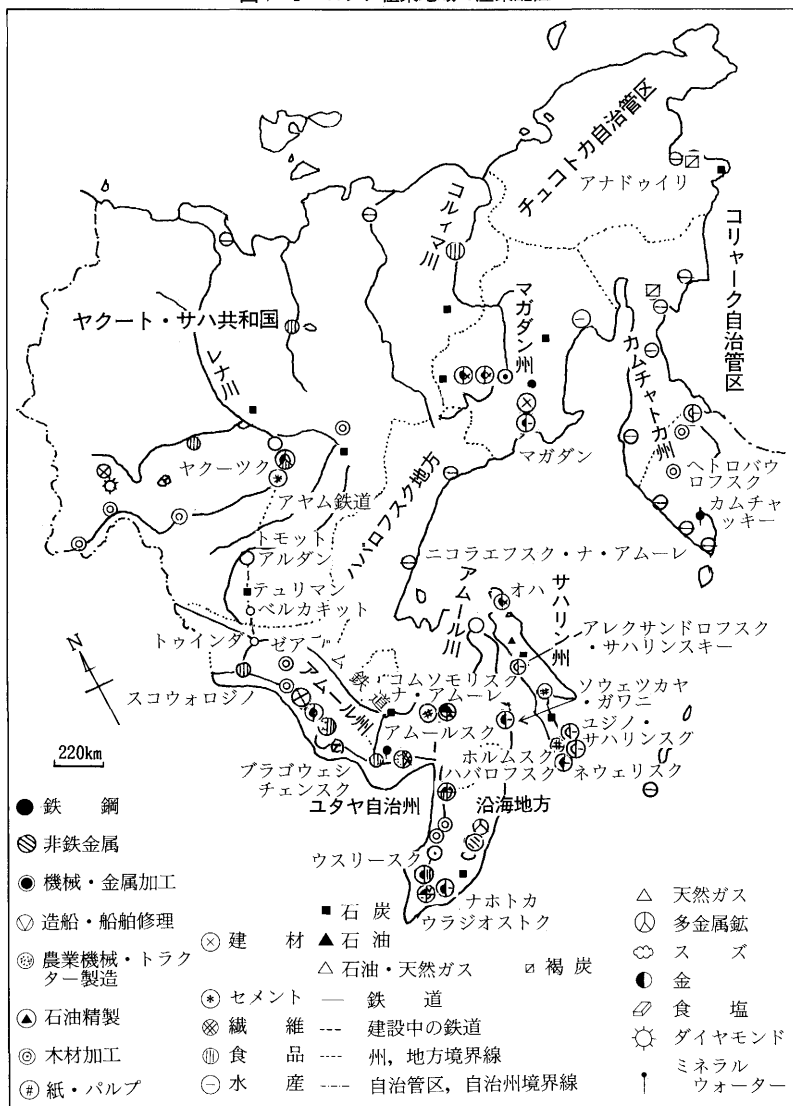 チュコトカ自治管区
アナドゥイリ
コリャーク自治管区
コルィマ川
マガダン州
ヤクート・サハ共和国
レナ川
カムチャトカ州
ヤクーツク
マガダン
ヘトロバウ
ロフスク
カムチャ
ッキー
アヤム鉄道
ハバロフスク地方
トモット
アルダン
ニコラエフスク・ナ・アムーレ
テュリマン
ベルカキット
オハ
サハリン州
アムール川
アレクサンドロフスク
・サハリンスキー
トゥインダ
ゼア
アム鉄道
アムール州
コムソモリスク
ナ・アムーレ
ソウェツカヤ
・ガワニ
スコウォロジノ
アムールスク
ユジノ・
サハリンスグ
N
220km
ホルムスク
ネウェリスク
ブラゴウェシ
チェンスク
ハバロフスク
ユタヤ自治州
沿海地方
ウスリースク
ナホトカ
ウラジオストク
鉄鋼
非鉄金属
機械・金属加工
造船・船舶修理
農業機械・トラク
ター製造
石油精製
木材加工
紙・パルプ
建材
セメント
繊維
食品
水産
石炭
石油
石油・天然ガス
褐炭
鉄道
建設中の鉄道
州，地方境界線
自治管区，自治州境界線
天然ガス
多金属鉱
スズ
金
食塩
ダイヤモンド
ミネラル
ウォーター